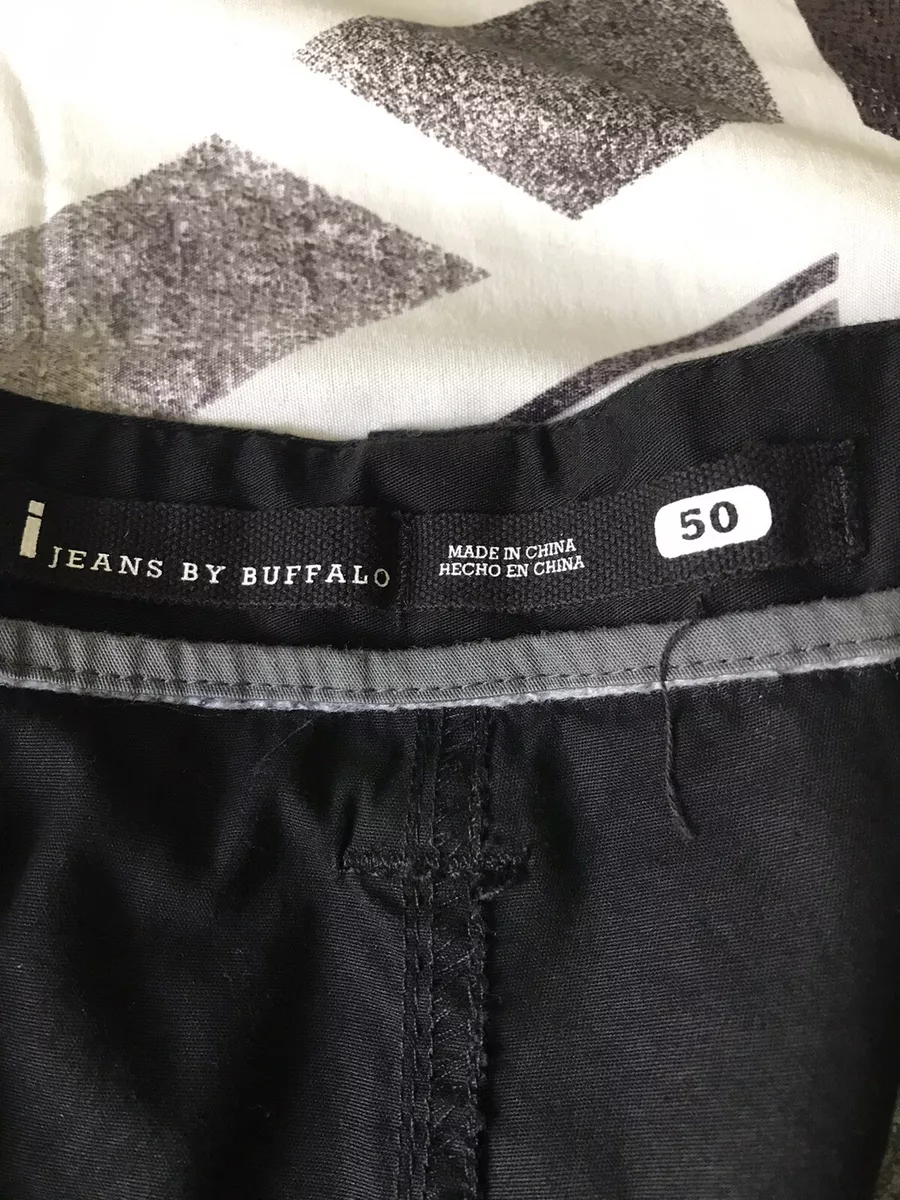 i JEANS BY BUFFALO
MADE IN CHINA
HECHO EN CHINA
50